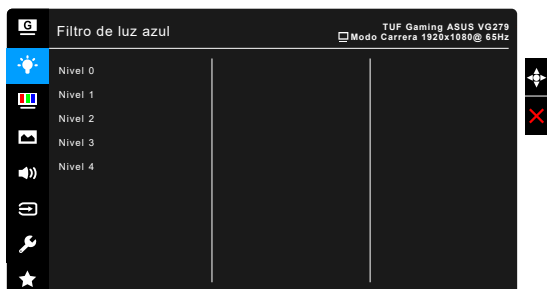 G
Filtro de luz azul
TUF Gaming ASUS VG279
Modo Carrera 1920x1080@ 65Hz
Nivel 0
Nivel 1
Nivel 2
Nivel 3
Nivel 4